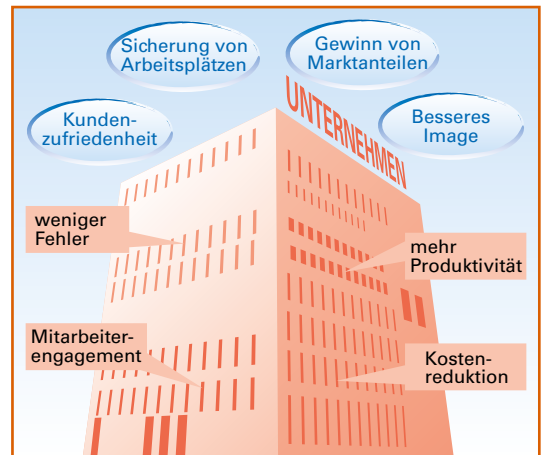 Sicherung von
Arbeitsplätzen
Gewinn von
Marktanteilen
Kunden-
zufriedenheit
UNTERNEHMEN
Besseres
Image
weniger
Fehler
mehr
Produktivität
Mitarbeiter-
engagement
Kosten-
reduktion